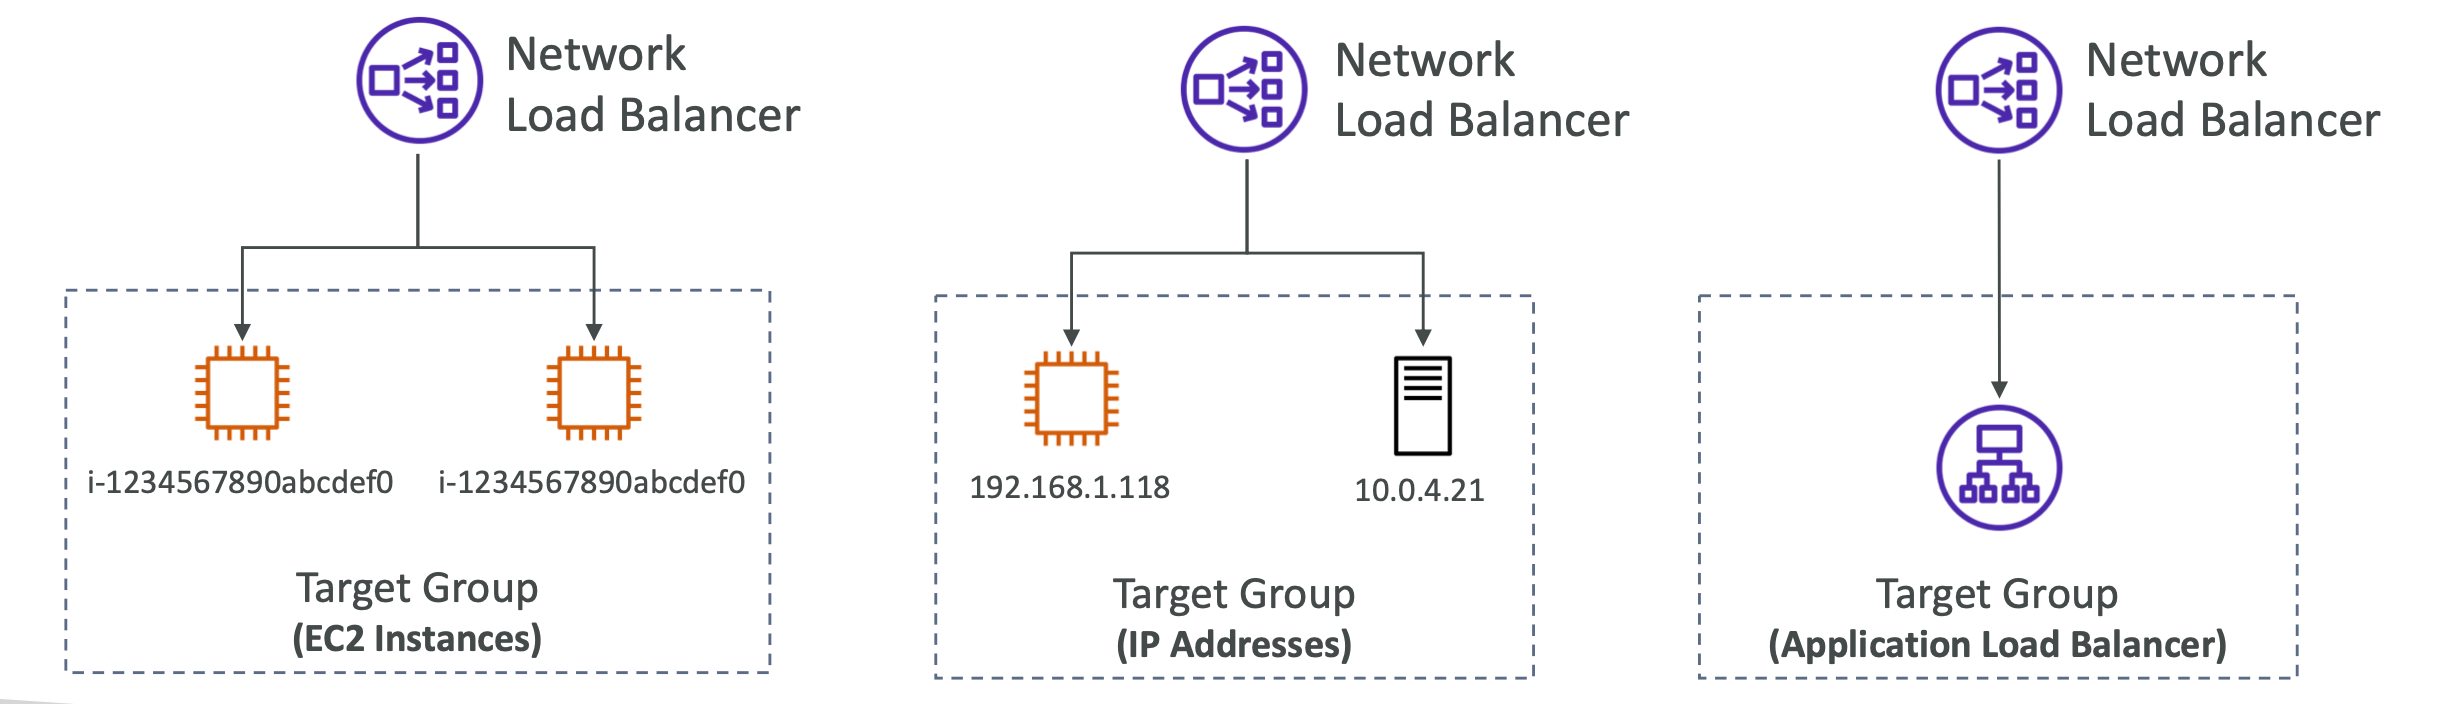 Network
Load Balancer
i-1234567890abcdef0
i-1234567890abcdef0
Target Group
(EC2 Instances)
Network
Load Balancer
192.168.1.118
10.0.4.21
Target Group
(IP Addresses)
Network
Load Balancer
Target Group
(Application Load Balancer)